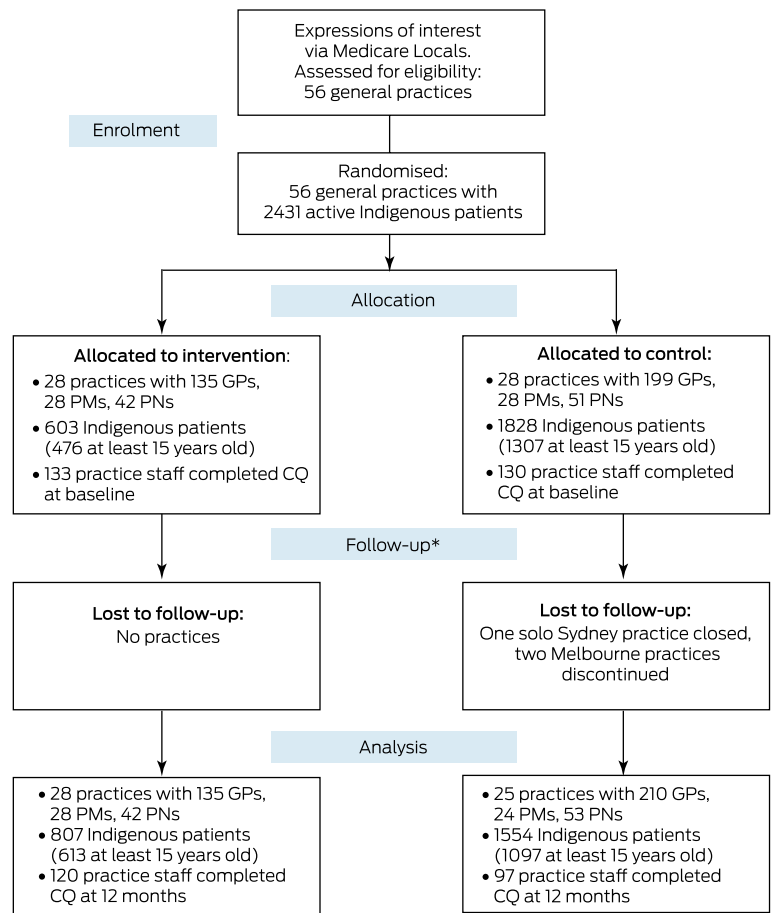 Expressions of interest
via Medicare Locals.
Assessed for eligibility:
56 general practices
Enrolment
Randomised:
56 general practices with
2431 active Indigenous patients
Allocation
Allocated to intervention:
• 28 practices with 135 GPs,
28 PMs, 42 PNs
• 603 Indigenous patients
(476 at least 15 years old)
• 133 practice staff completed CQ
at baseline
Allocated to control:
• 28 practices with 199 GPs,
28 PMs, 51 PNs
• 1828 Indigenous patients
(1307 at least 15 years old)
• 130 practice staff completed
CQ at baseline
Follow-up*
Lost to follow-up:
No practices
Lost to follow-up:
One solo Sydney practice closed,
two Melbourne practices
discontinued
Analysis
• 28 practices with 135 GPs,
28 PMs, 42 PNs
• 807 Indigenous patients
(613 at least 15 years old)
• 120 practice staff completed
CQ at 12 months
• 25 practices with 210 GPs,
24 PMs, 53 PNs
• 1554 Indigenous patients
(1097 at least 15 years old)
• 97 practice staff completed
CQ at 12 months